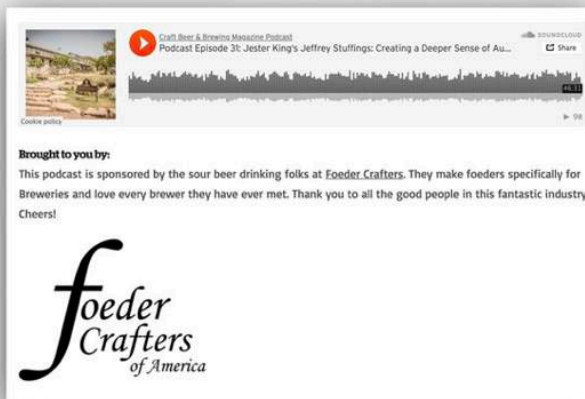 Craft Beer & Brewing Magazine Podcast
SOUNDCLOUD
Podcast Episode 31: Jester King's Jeffrey Stuffings: Creating a Deeper Sense of Au...
Share
46:31
Cookie policy
98
Brought to you by:
This podcast is sponsored by the sour beer drinking folks at Foeder Crafters. They make foeders specifically for
Breweries and love every brewer they have ever met. Thank you to all the good people in this fantastic industry
Cheers!
foeder
Crafters
of America